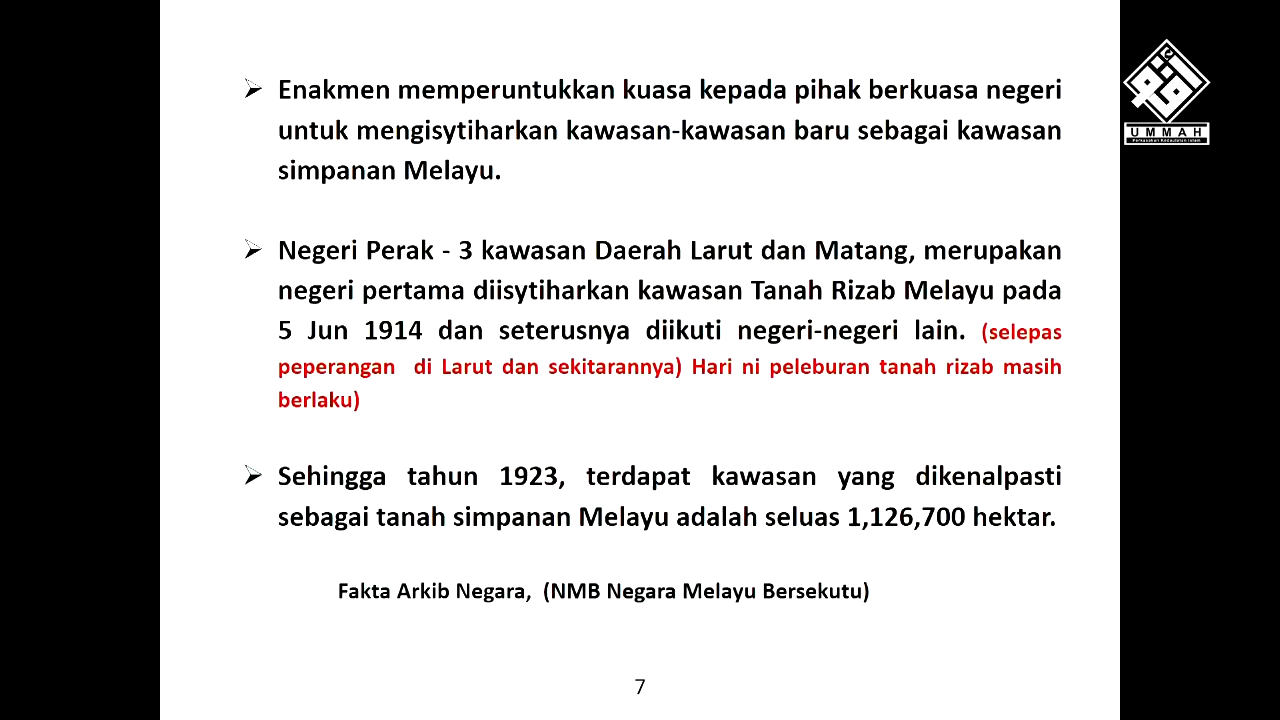 Enakmen memperuntukkan kuasa kepada pihak berkuasa negeri
untuk mengisytiharkan kawasan-kawasan baru sebagai kawasan
simpanan Melayu.
Negeri Perak - 3 kawasan Daerah Larut dan Matang, merupakan
negeri pertama diisytiharkan kawasan Tanah Rizab Melayu pada
5 Jun 1914 dan seterusnya diikuti negeri-negeri lain. (selepas
peperangan di Larut dan sekitarannya) Hari ni peleburan tanah rizab masih
berlaku)
Sehingga tahun 1923, terdapat kawasan yang dikenalpasti
sebagai tanah simpanan Melayu adalah seluas 1,126,700 hektar.
Fakta Arkib Negara, (NMB Negara Melayu Bersekutu)
7
UMMAH